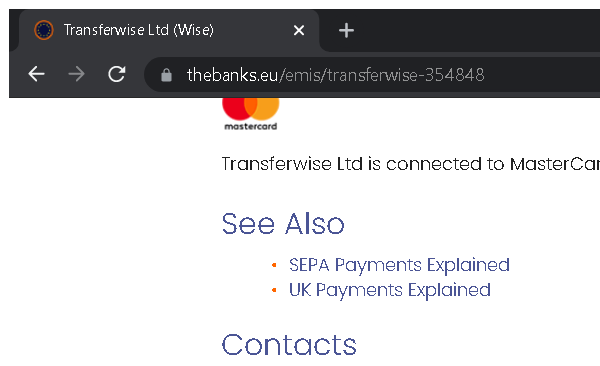 Transferwise Ltd (Wise)
thebanks.eu/emis/transferwise-354848
mastercard
Transferwise Ltd is connected to MasterCar
See Also
• SEPA Payments Explained
• UK Payments Explained
Contacts